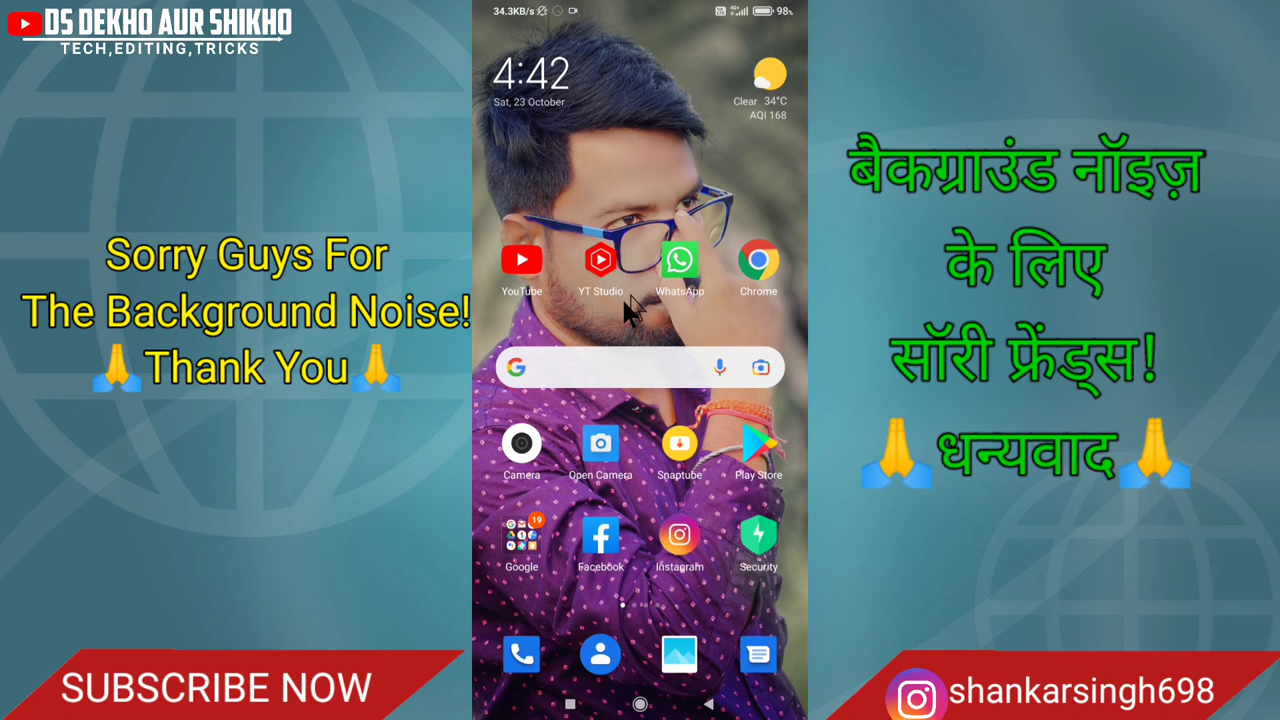 DS DEKHO AUR SHIKHO
TECH,EDITING,TRICKS
Sorry Guys For
The Background Noise!
🙏Thank You🙏
SUBSCRIBE NOW
34.3KB/s
4G+
98%
4:42
Sat, 23 October
Clear 34°C
AQI 168
YouTube YT Studio WhatsApp Chrome
Camera Open Camera Snaptube Play Store
19
Google Facebook Instagram Security
बैकग्राउंड नॉइज़
के लिए
सॉरी फ्रेंड्स!
🙏धन्यवाद🙏
shankarsingh698